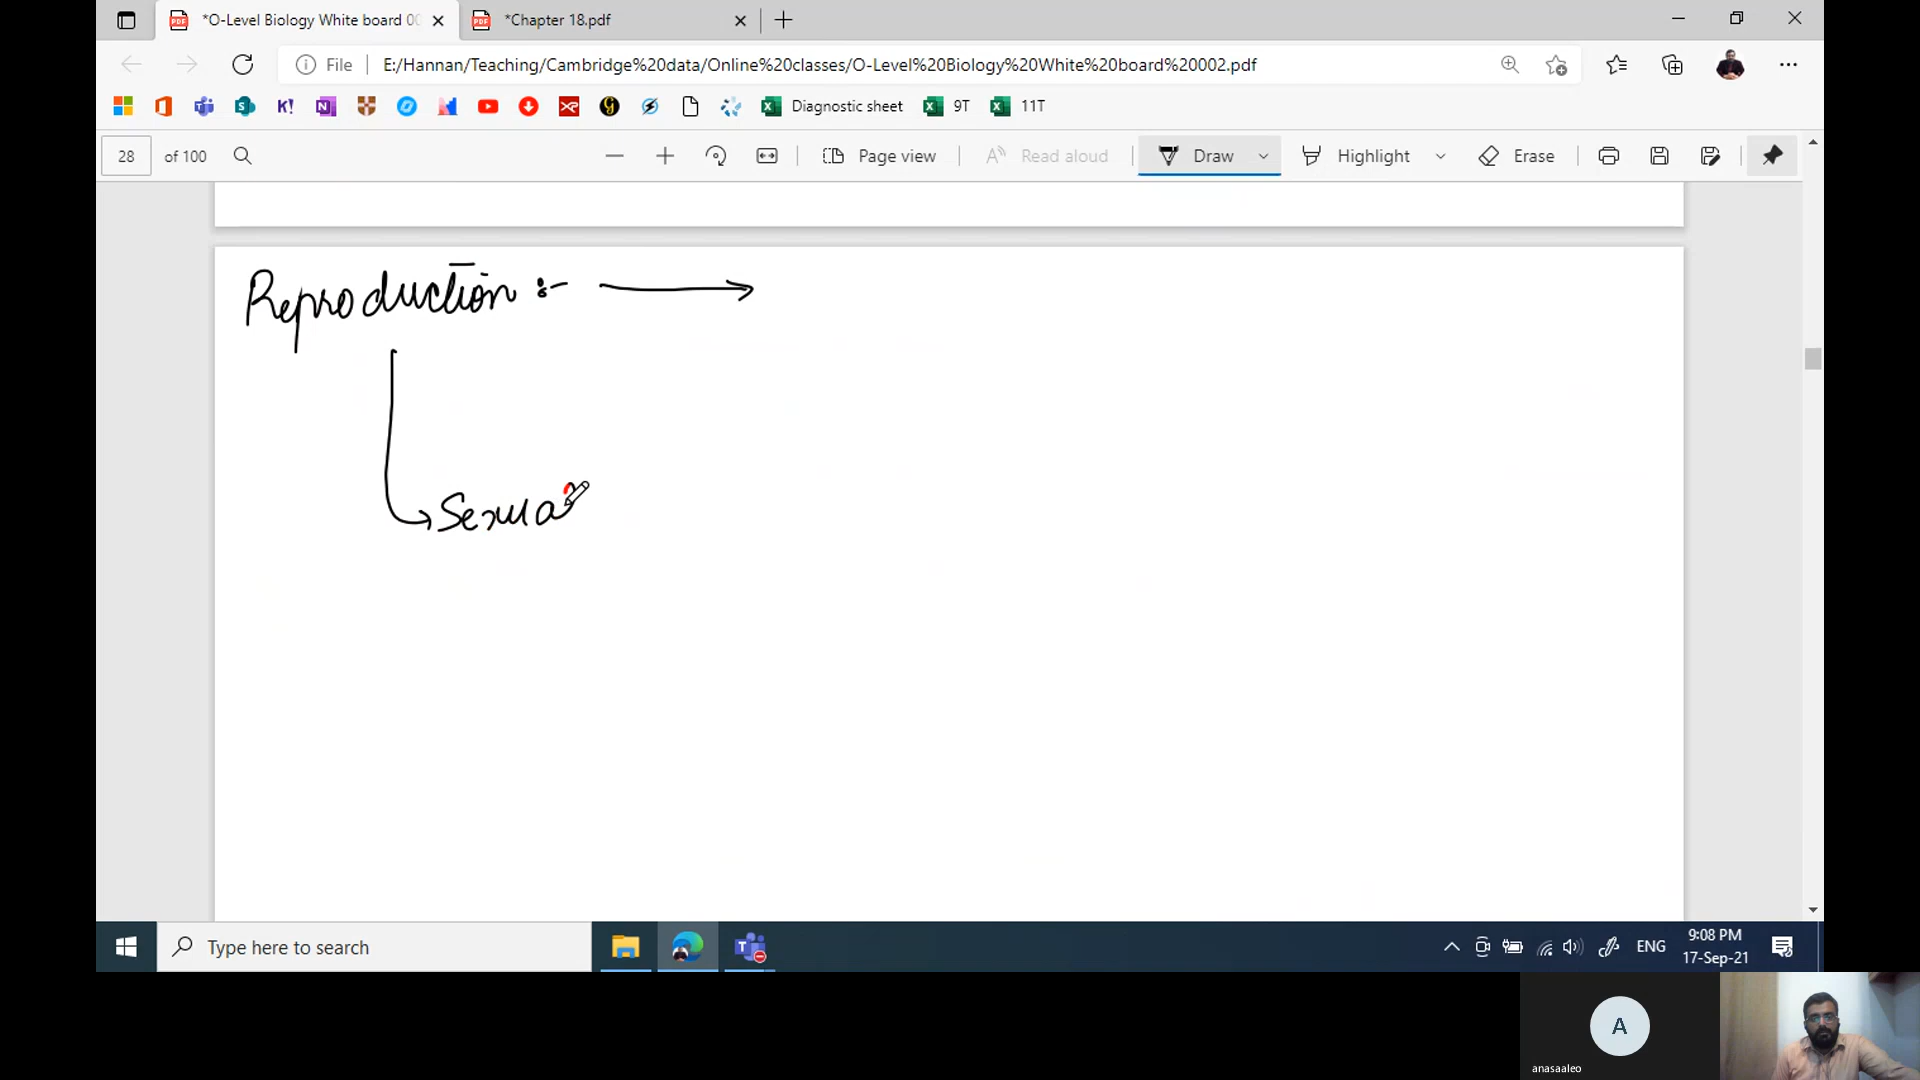 *O-Level Biology White board 00
*Chapter 18.pdf
File E:/Hannan/Teaching/Cambridge%20data/Online%20classes/O-Level%20Biology%20White%20board%20002.pdf
K! Diagnostic sheet 9T 11T
28 of 100 Page view Read aloud Draw Highlight Erase
Reproduction :- →
Sexua
Type here to search
ENG
9:08 PM
17-Sep-21
A
anasaaleo